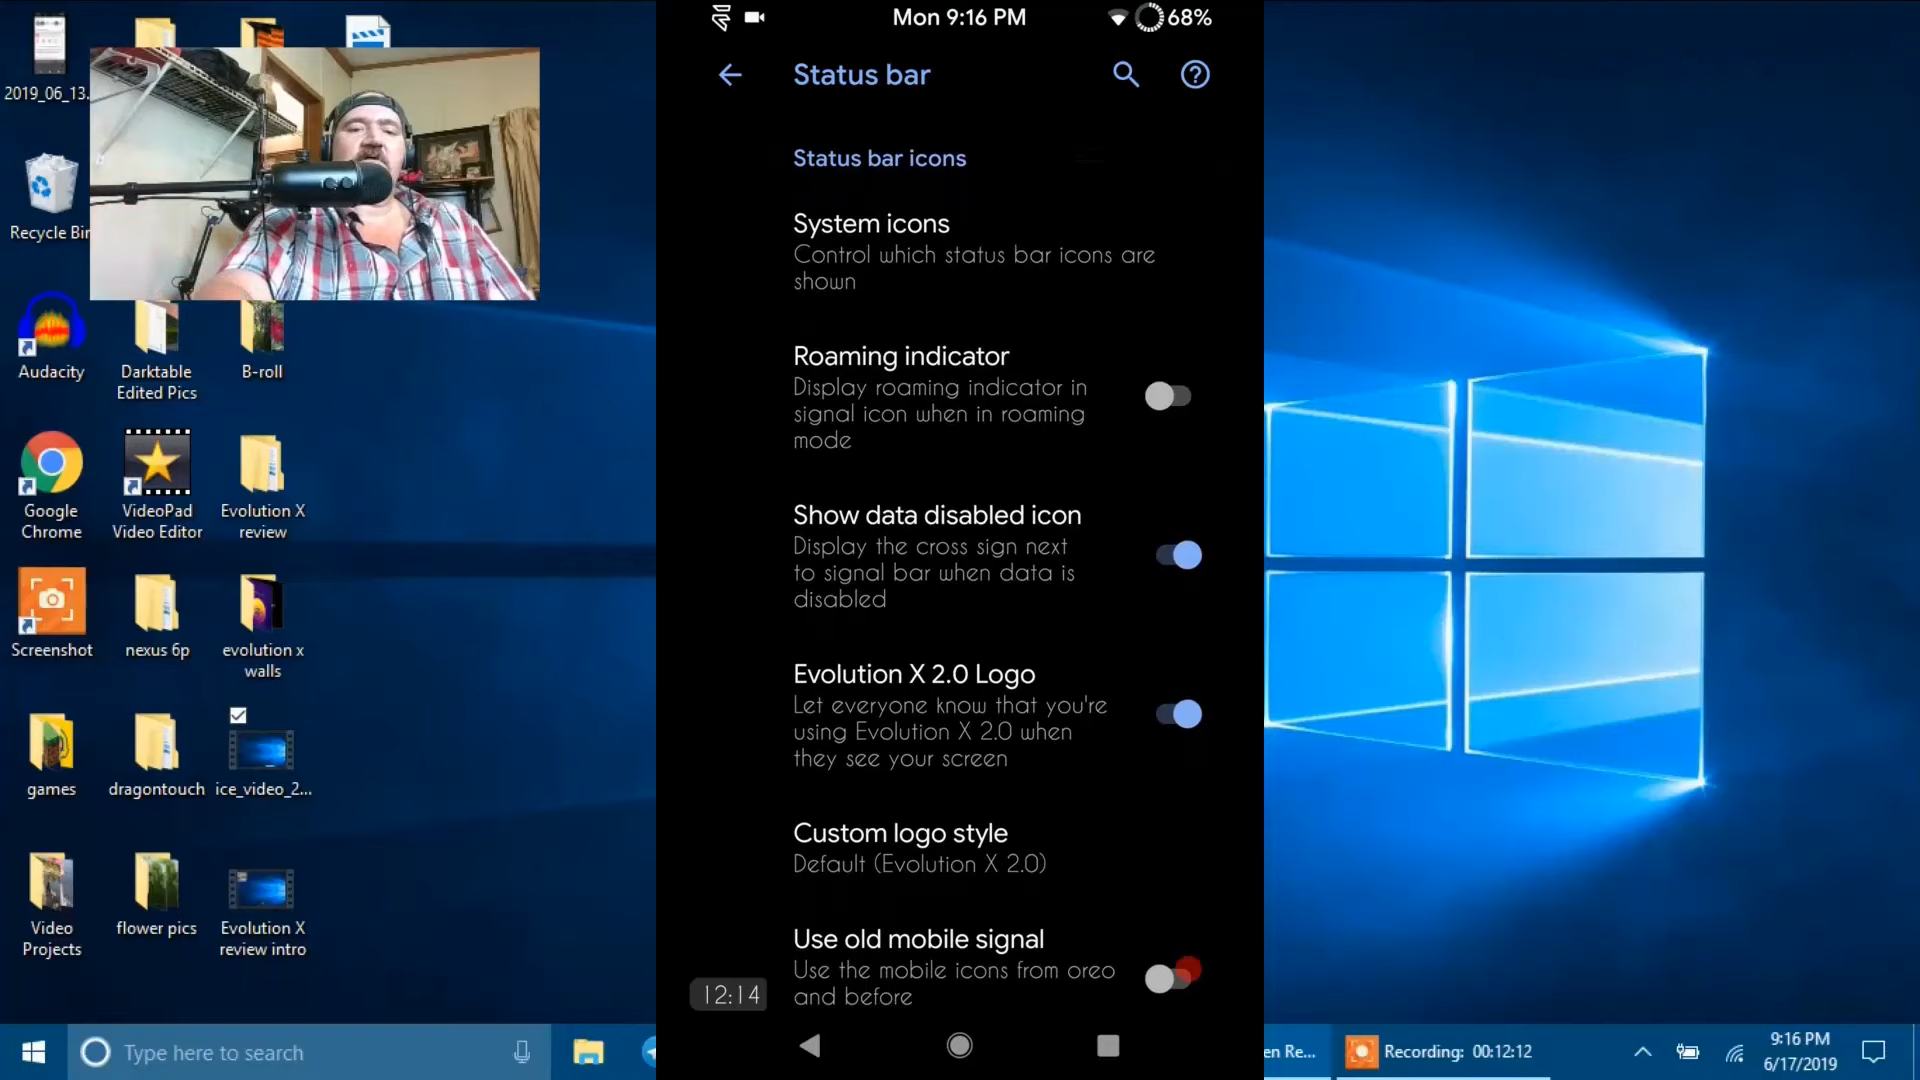 2019_06_13.
Recycle Bin
Audacity
Darktable
Edited Pics
B-roll
Google
Chrome
VideoPad
Video Editor
Evolution X
review
Screenshot
nexus 6p
evolution x
walls
games
dragontouch
ice_video_2...
Video
Projects
flower pics
Evolution X
review intro
Type here to search
Mon 9:16 PM
68%
Status bar
Status bar icons
System icons
Control which status bar icons are
shown
Roaming indicator
Display roaming indicator in
signal icon when in roaming
mode
Show data disabled icon
Display the cross sign next
to signal bar when data is
disabled
Evolution X 2.0 Logo
Let everyone know that you're
using Evolution X 2.0 when
they see your screen
Custom logo style
Default (Evolution X 2.0)
Use old mobile signal
Use the mobile icons from oreo
and before
12:14
en Re...
Recording: 00:12:12
9:16 PM
6/17/2019